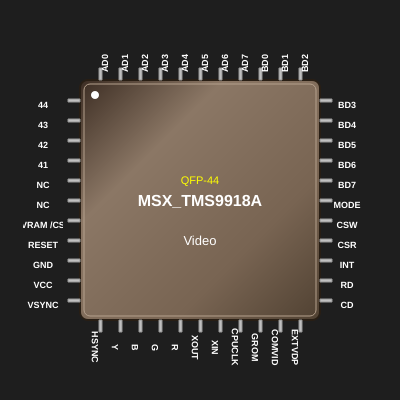 AD0
AD1
AD2
AD3
AD4
AD5
AD6
AD7
BD0
BD1
BD2
44
43
42
41
NC
NC
VRAM /CS
RESET
GND
VCC
VSYNC
QFP-44
MSX_TMS9918A
Video
BD3
BD4
BD5
BD6
BD7
MODE
CSW
CSR
INT
RD
CD
HSYNC
Y
B
G
R
XOUT
XIN
CPUCLK
GROM
COMVID
EXTVDP